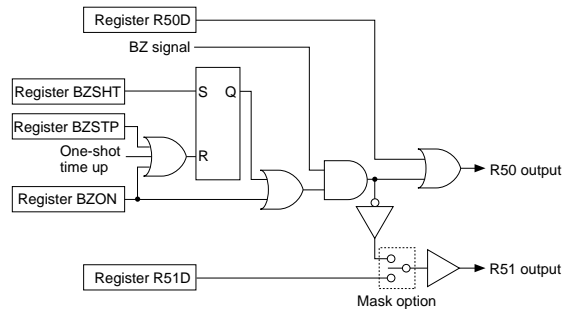 Register R50D
BZ signal
Register BZSHT
S Q
Register BZSTP
One-shot
time up
R
Register BZON
R50 output
Register R51D
R51 output
Mask option